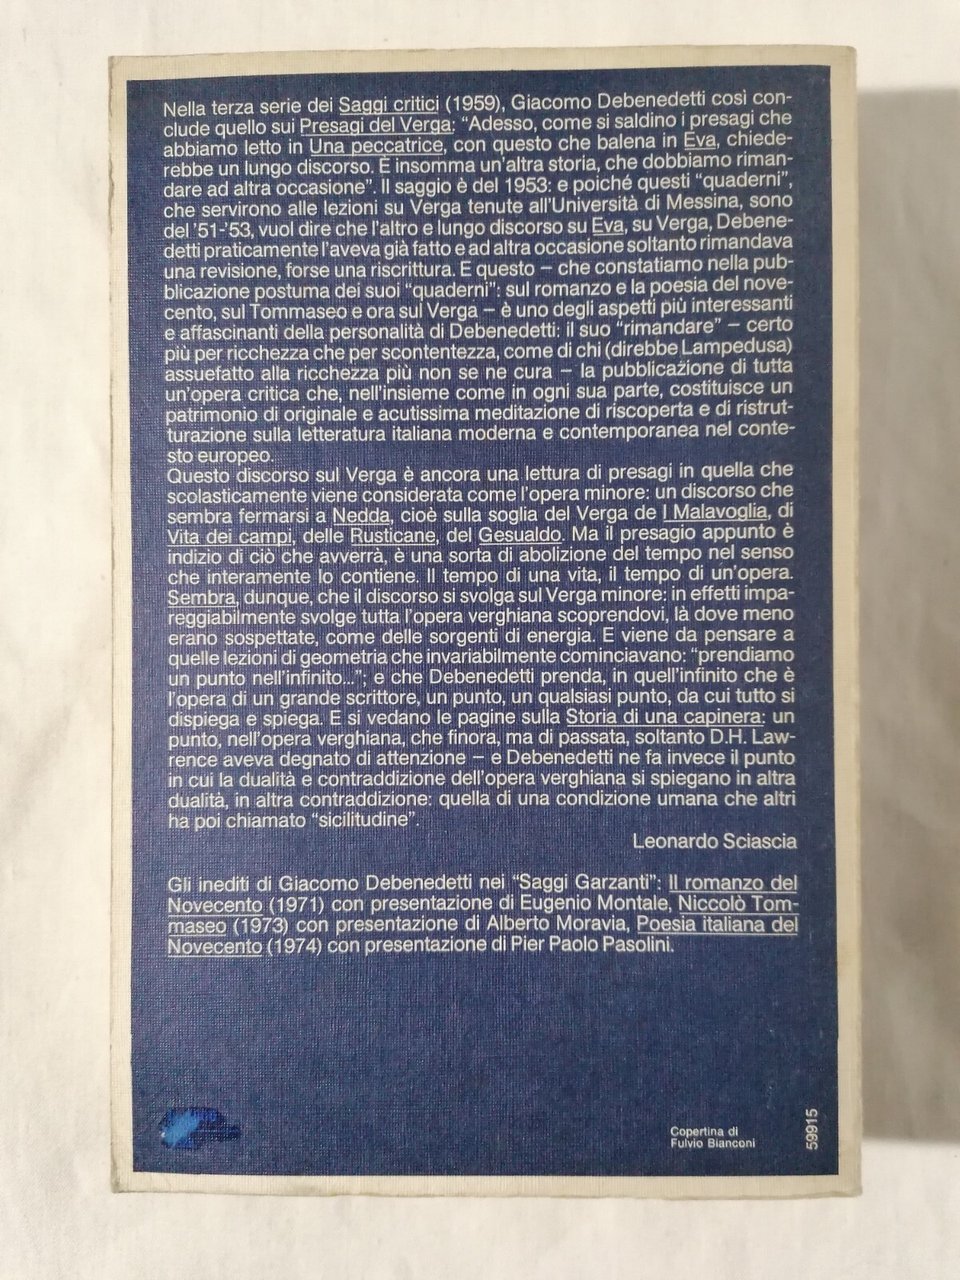 Nella terza serie dei Saggi critici (1959), Giacomo Debenedetti così con-
clude quello sui Presagi del Verga: "Adesso, come si saldino i presagi che
abbiamo letto in Una peccatrice, con questo che balena in Eva, chiede-
rebbe un lungo discorso. È insomma un'altra storia, che dobbiamo riman-
dare ad altra occasione". Il saggio è del 1953: e poiché questi "quaderni",
che servirono alle lezioni su Verga tenute all'Università di Messina, sono
del '51-'53, vuol dire che l'altro e lungo discorso su Eva, su Verga, Debene-
detti praticamente l'aveva già fatto e ad altra occasione soltanto rimandava
una revisione, forse una riscrittura. E questo – che constatiamo nella pub-
blicazione postuma dei suoi "quaderni": sul romanzo e la poesia del nove-
cento, sul Tommaseo e ora sul Verga – è uno degli aspetti più interessanti
e affascinanti della personalità di Debenedetti: il suo "rimandare" – certo
più per ricchezza che per scontentezza, come di chi (direbbe Lampedusa)
assuefatto alla ricchezza più non se ne cura – la pubblicazione di tutta
un'opera critica che, nell'insieme come in ogni sua parte, costituisce un
patrimonio di originale e acutissima meditazione di riscoperta e di ristrut-
turazione sulla letteratura italiana moderna e contemporanea nel conte-
sto europeo.
Questo discorso sul Verga è ancora una lettura di presagi in quella che
scolasticamente viene considerata come l'opera minore: un discorso che
sembra fermarsi a Nedda, cioè sulla soglia del Verga de I Malavoglia, di
Vita dei campi, delle Rusticane, del Gesualdo. Ma il presagio appunto è
indizio di ciò che avverrà, è una sorta di abolizione del tempo nel senso
che interamente lo contiene. Il tempo di una vita, il tempo di un'opera.
Sembra, dunque, che il discorso si svolga sul Verga minore: in effetti impa-
reggiabilmente svolge tutta l'opera verghiana scoprendovi, là dove meno
erano sospettate, come delle sorgenti di energia. E viene da pensare a
quelle lezioni di geometria che invariabilmente cominciavano: "prendiamo
un punto nell'infinito..."; e che Debenedetti prenda, in quell'infinito che è
l'opera di un grande scrittore, un punto, un qualsiasi punto, da cui tutto si
dispiega e spiega. E si vedano le pagine sulla Storia di una capinera: un
punto, nell'opera verghiana, che finora, ma di passata, soltanto D.H. Law-
rence aveva degnato di attenzione – e Debenedetti ne fa invece il punto
in cui la dualità e contraddizione dell'opera verghiana si spiegano in altra
dualità, in altra contraddizione: quella di una condizione umana che altri
ha poi chiamato "sicilitudine".
Leonardo Sciascia
Gli inediti di Giacomo Debenedetti nei "Saggi Garzanti": Il romanzo del
Novecento (1971) con presentazione di Eugenio Montale, Niccolò Tom-
maseo (1973) con presentazione di Alberto Moravia, Poesia italiana del
Novecento (1974) con presentazione di Pier Paolo Pasolini.
Copertina di
Fulvio Bianconi
59915